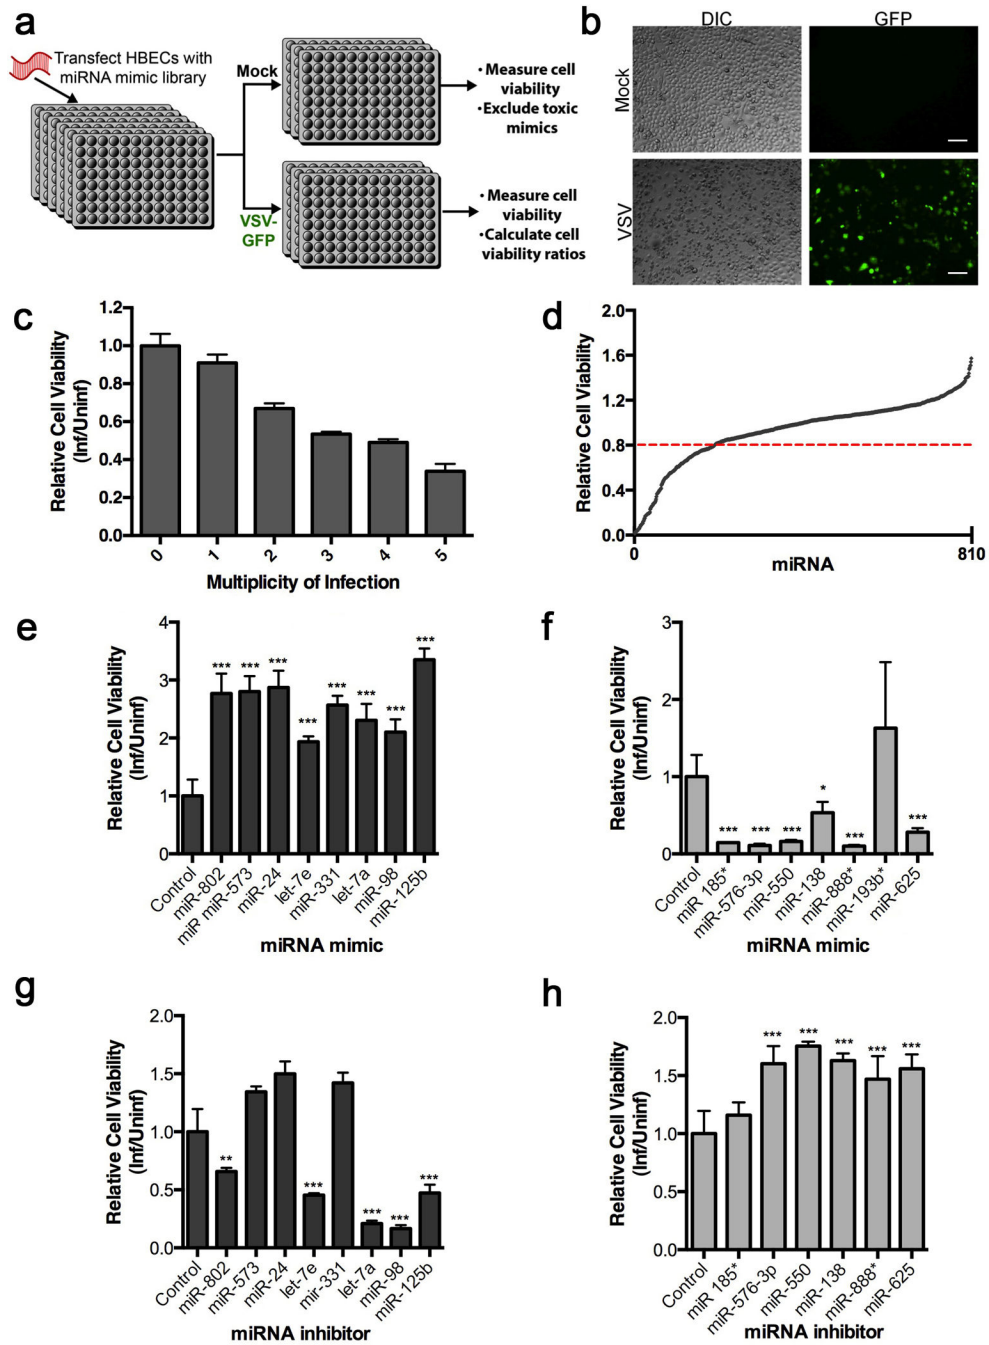 a
Transfect HBECs with
miRNA mimic library
Mock
VSV-
GFP
•Measure cell
viability
•Exclude toxic
mimics
•Measure cell
viability
•Calculate cell
viability ratios
b
DIC
GFP
Mock
VSV
c
Relative Cell Viability
(Inf/Uninf)
1.2
1.0
0.8
0.6
0.4
0.2
0.0
0
1
2
3
4
5
Multiplicity of Infection
d
Relative Cell Viability
2.0
1.6
1.2
0.8
0.4
0.0
0
810
miRNA
e
Relative Cell Viability
(Inf/Uninf)
4
3
2
1
0
***
***
***
***
***
***
***
***
Control
miR-802
miR miR-573
miR-24
let-7e
miR-331
let-7a
miR-98
miR-125b
miRNA mimic
f
Relative Cell Viability
(Inf/Uninf)
3
2
1
0
***
***
***
*
***
***
Control
miR 185*
miR-576-3p
miR-550
miR-138
miR-888*
miR-193b*
miR-625
miRNA mimic
g
Relative Cell Viability
(Inf/Uninf)
2.0
1.5
1.0
0.5
0.0
**
***
***
***
***
Control
miR-802
miR-573
miR-24
let-7e
mir-331
let-7a
miR-98
miR-125b
miRNA inhibitor
h
Relative Cell Viability
(Inf/Uninf)
2.0
1.5
1.0
0.5
0.0
***
***
***
***
***
Control
miR 185*
miR-576-3p
miR-550
miR-138
miR-888*
miR-625
miRNA inhibitor